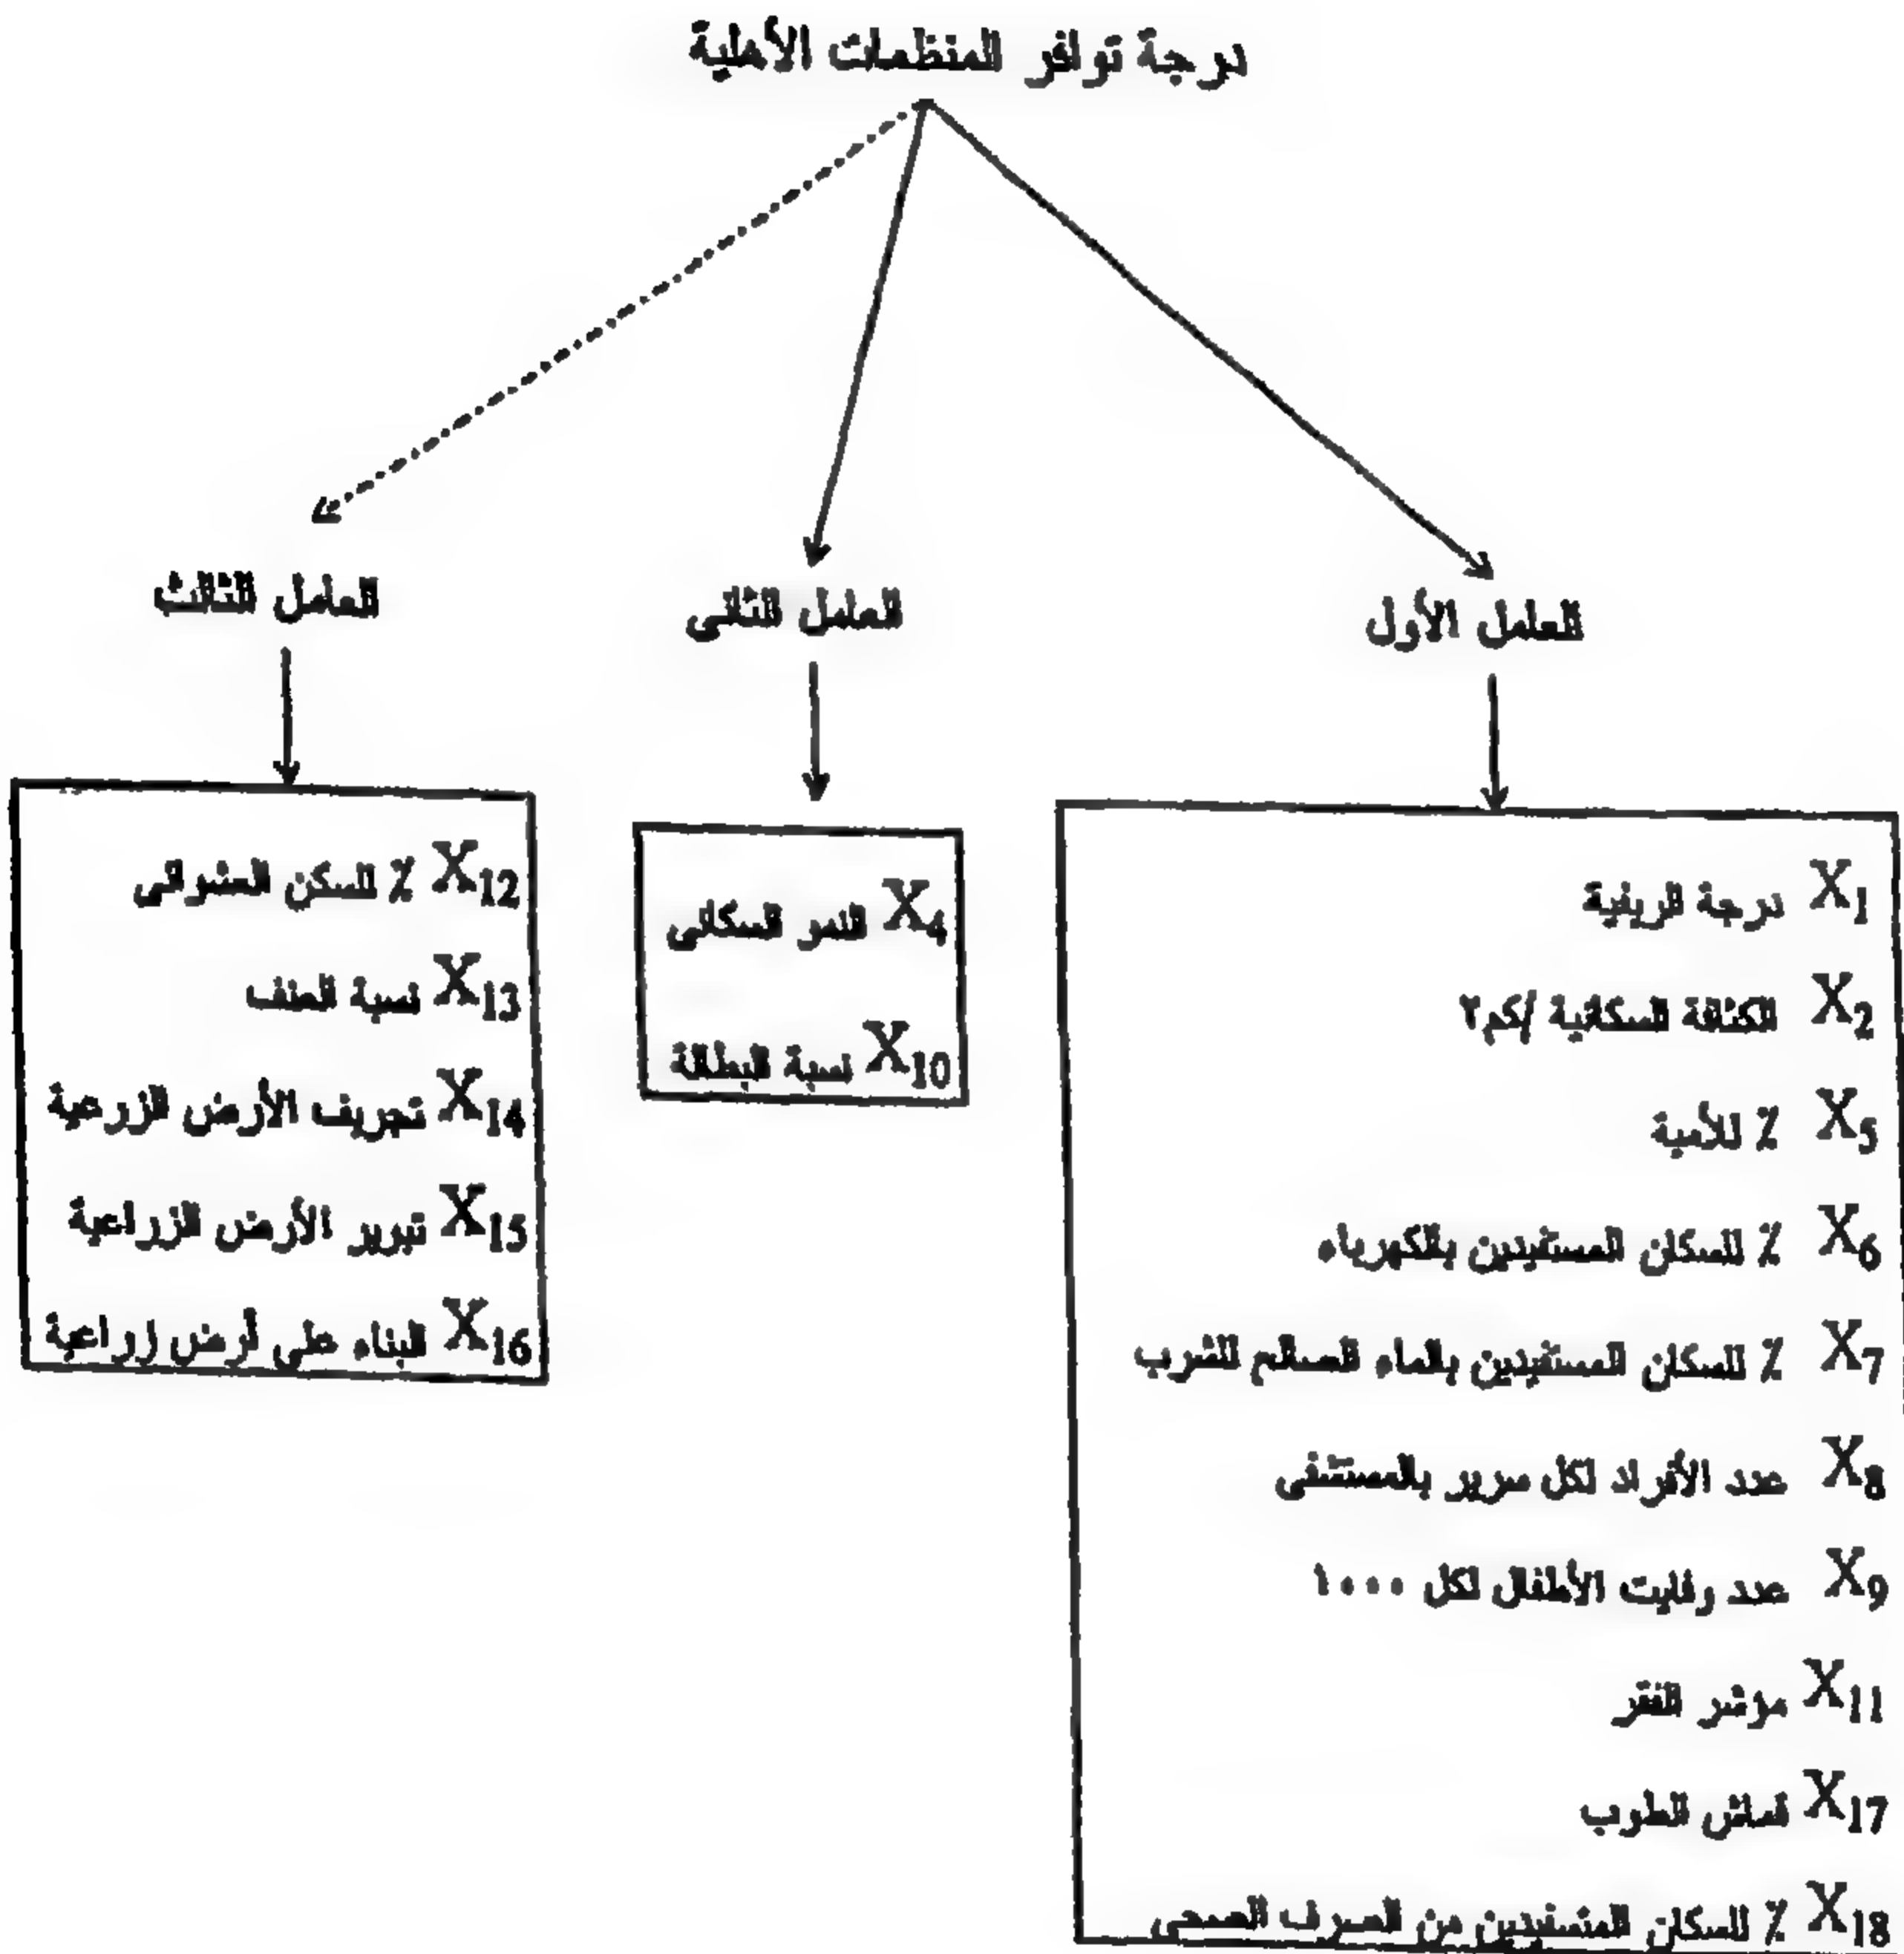 درجة توافر المنظمات الأهلية
العامل الأول
العامل الثانى
العامل الثالث
X1 درجة الريفية
X2 الكثافة السكانية /كم٢
X5 ٪ للأمية
X6 ٪ للسكان المستفيدين بالكهرباء
X7 ٪ للسكان المستفيدين بالماء الصالح للشرب
X8 عدد الأفراد لكل سرير بالمستشفى
X9 عدد وفيات الأطفال لكل ١٠٠٠
X11 مؤشر الفقر
X17 قمائن الطوب
X18 ٪ للسكان المستفيدين من الصرف الصحى
X4 النمو السكانى
X10 نسبة البطالة
X12 ٪ للسكن العشوائى
X13 نسبة العنف
X14 تجريف الأرض الزرعية
X15 تبوير الأرض الزراعية
X16 البناء على أرض زراعية